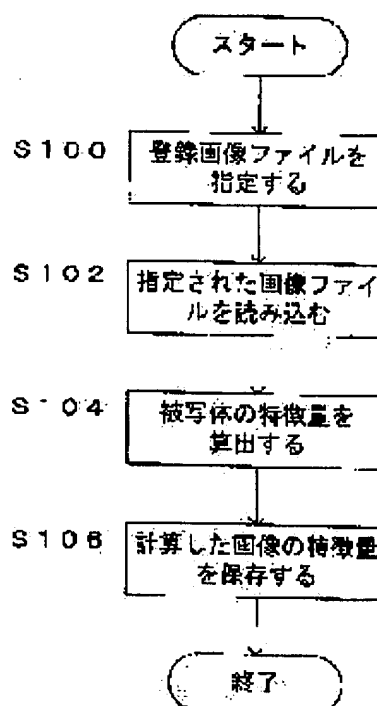 スタート
S100
登録画像ファイルを
指定する
S102
指定された画像ファイ
ルを読み込む
S104
被写体の特徴量を
算出する
S106
計算した画像の特徴量
を保存する
終了